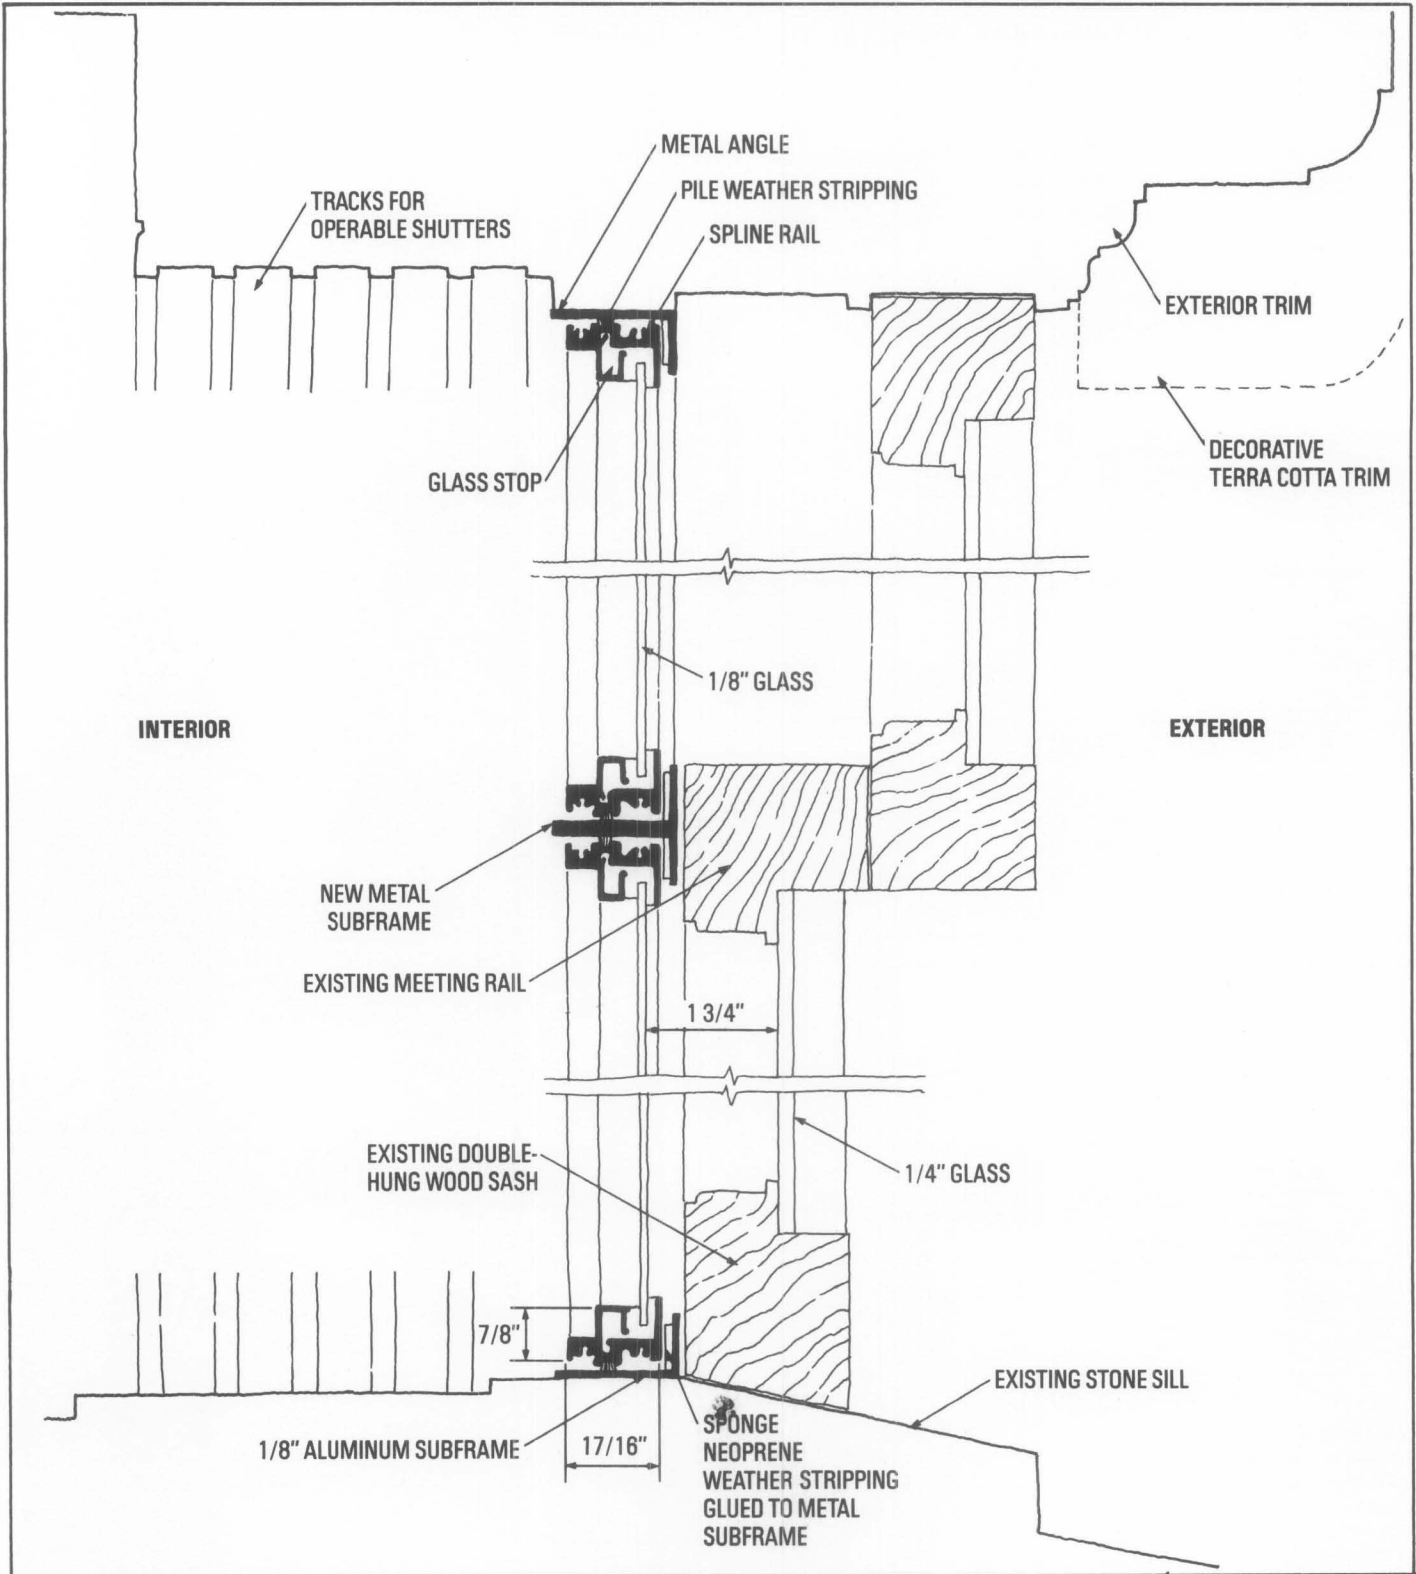 METAL ANGLE
PILE WEATHER STRIPPING
TRACKS FOR
OPERABLE SHUTTERS
SPLINE RAIL
EXTERIOR TRIM
DECORATIVE
TERRA COTTA TRIM
GLASS STOP
1/8" GLASS
INTERIOR
EXTERIOR
NEW METAL
SUBFRAME
EXISTING MEETING RAIL
1 3/4"
EXISTING DOUBLE-
HUNG WOOD SASH
1/4" GLASS
7/8"
EXISTING STONE SILL
1/8" ALUMINUM SUBFRAME
17/16"
SPONGE
NEOPRENE
WEATHER STRIPPING
GLUED TO METAL
SUBFRAME